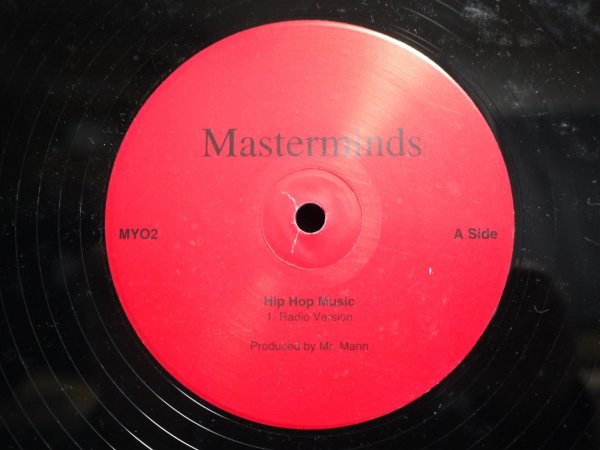 Masterminds
MYO2
A Side
Hip Hop Music
1. Radio Version
Produced by Mr. Mann